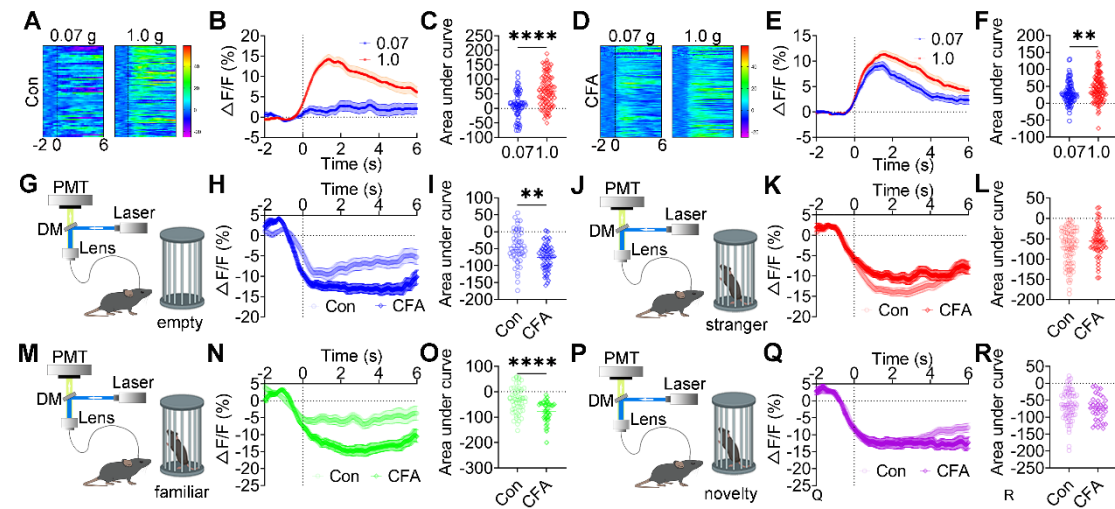 A
0.07 g
1.0 g
Con
-2 0 6
40
20
0
-20
B
ΔF/F (%)
20
15
10
5
0
-5
0.07
1.0
-2 0 2 4 6
Time (s)
C
****
Area under curve
250
200
150
100
50
0
-50
-100
0.07 1.0
D
0.07 g
1.0 g
CFA
-2 0 6
E
ΔF/F (%)
15
10
5
0
-5
0.07
1.0
-2 0 2 4 6
Time (s)
F
**
Area under curve
200
150
100
50
0
-50
-100
0.07 1.0
G
PMT
Laser
DM
Lens
empty
H
Time (s)
-2 0 2 4 6
ΔF/F (%)
5
0
-5
-10
-15
-20
Con
CFA
I
**
Area under curve
100
50
0
-50
-100
-150
-200
Con
CFA
J
PMT
Laser
DM
Lens
stranger
K
Time (s)
-2 0 2 4 6
ΔF/F (%)
5
0
-5
-10
-15
-20
Con
CFA
L
Area under curve
50
0
-50
-100
-150
-200
Con
CFA
M
PMT
Laser
DM
Lens
familiar
N
Time (s)
-2 0 2 4 6
ΔF/F (%)
5
0
-5
-10
-15
-20
-25
Con
CFA
O
****
Area under curve
100
0
-100
-200
-300
Con
CFA
P
PMT
Laser
DM
Lens
novelty
Q
Time (s)
-2 0 2 4 6
ΔF/F (%)
5
0
-5
-10
-15
-20
-25
Con
CFA
Q
R
Area under curve
50
0
-50
-100
-150
-200
-250
Con
CFA
R